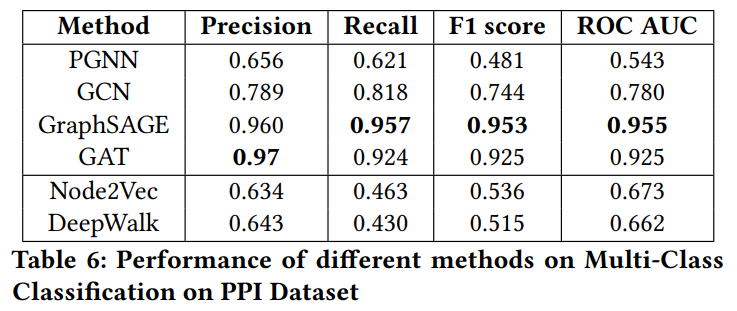 Method Precision Recall F1 score ROC AUC
PGNN 0.656 0.621 0.481 0.543
GCN 0.789 0.818 0.744 0.780
GraphSAGE 0.960 0.957 0.953 0.955
GAT 0.97 0.924 0.925 0.925
Node2Vec 0.634 0.463 0.536 0.673
DeepWalk 0.643 0.430 0.515 0.662
Table 6: Performance of different methods on Multi-Class
Classification on PPI Dataset